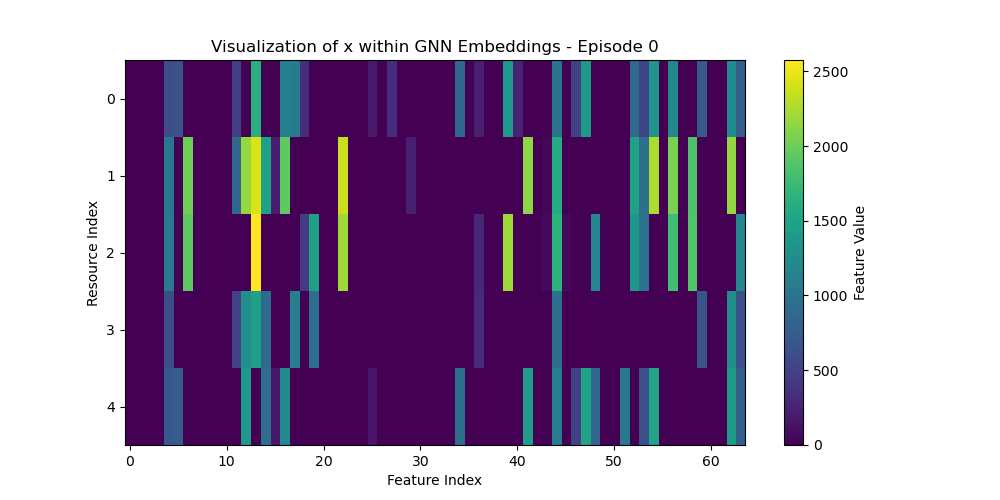 Visualization of x within GNN Embeddings - Episode 0
Resource Index
0
1
2
3
4
0 10 20 30 40 50 60
Feature Index
2500
2000
1500
1000
500
0
Feature Value